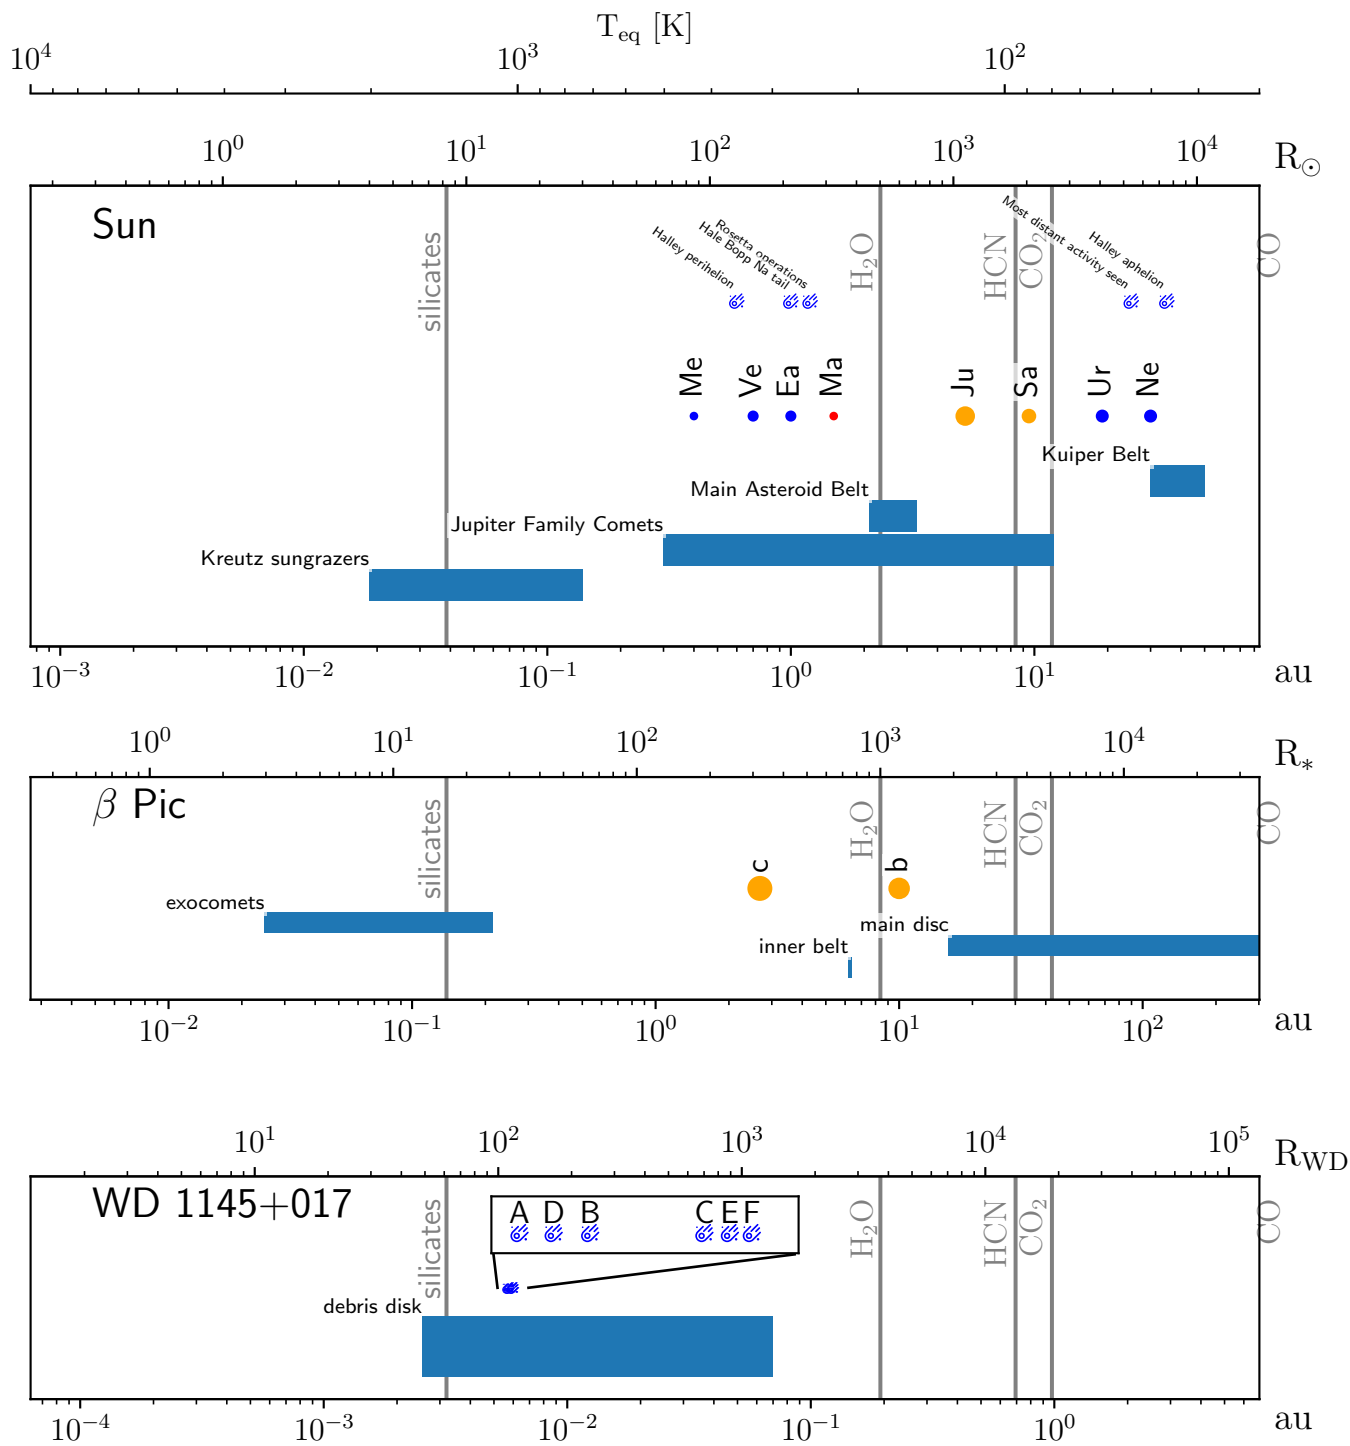 T_eq [K]
10^4 10^3 10^2
10^0 10^1 10^2 10^3 10^4 R_☉
Sun
silicates
H_2O
HCN
CO_2
CO
Halley perihelion
Hale Bopp Na tail
Rosetta operations
Most distant activity seen
Halley aphelion
Me Ve Ea Ma Ju Sa Ur Ne
Kuiper Belt
Main Asteroid Belt
Jupiter Family Comets
Kreutz sungrazers
10^−3 10^−2 10^−1 10^0 10^1 au
10^0 10^1 10^2 10^3 10^4 R_*
β Pic
silicates
H_2O
HCN
CO_2
CO
c b
exocomets
main disc
inner belt
10^−2 10^−1 10^0 10^1 10^2 au
10^1 10^2 10^3 10^4 10^5 R_WD
WD 1145+017
silicates
A D B C E F
H_2O
HCN
CO_2
CO
debris disk
10^−4 10^−3 10^−2 10^−1 10^0 au